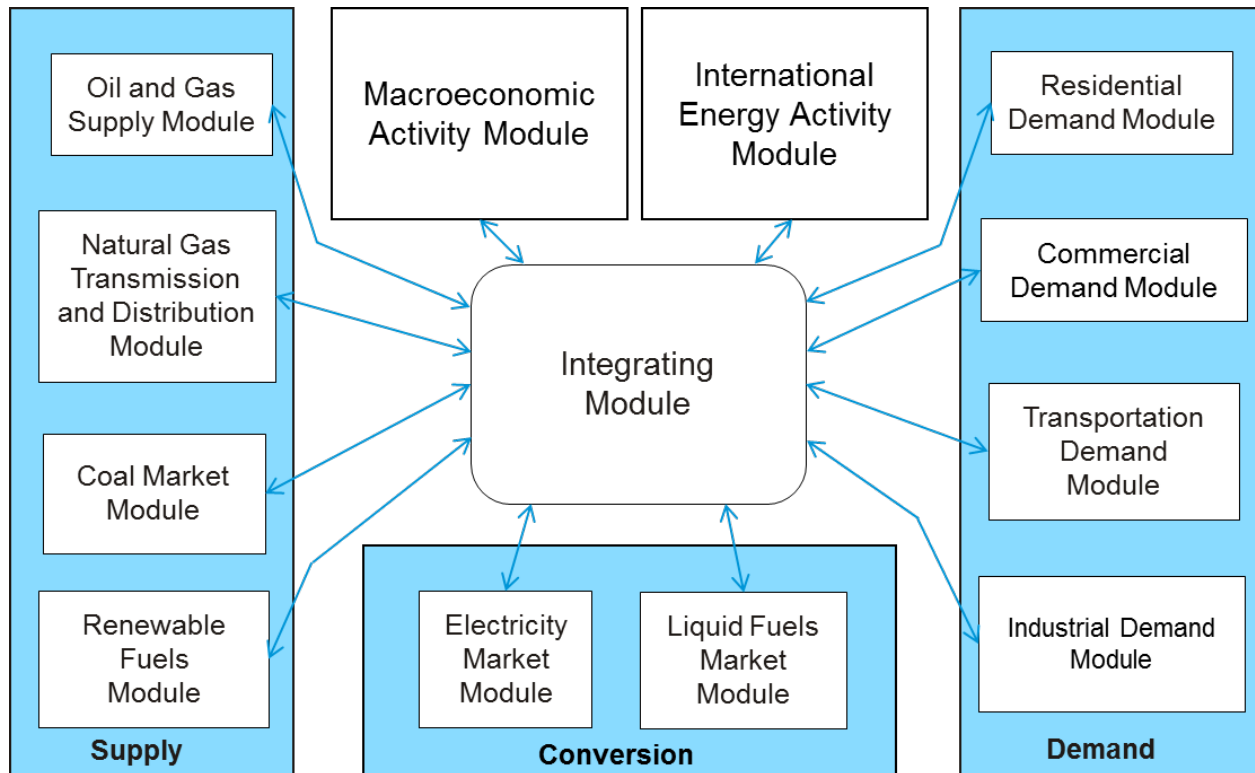 Oil and Gas
Supply Module
Natural Gas
Transmission
and Distribution
Module
Coal Market
Module
Renewable
Fuels
Module
Supply
Macroeconomic
Activity Module
International
Energy Activity
Module
Integrating
Module
Electricity
Market
Module
Liquid Fuels
Market
Module
Conversion
Residential
Demand Module
Commercial
Demand Module
Transportation
Demand
Module
Industrial Demand
Module
Demand